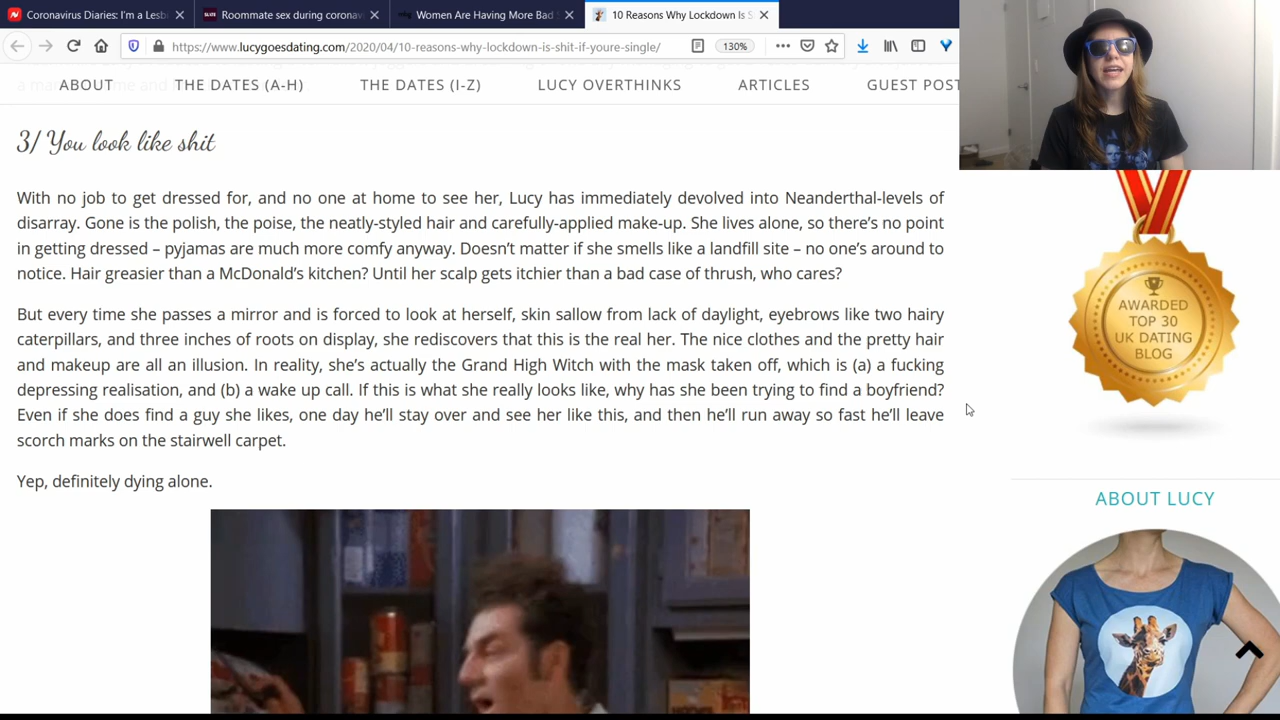 Coronavirus Diaries: I'm a Lesb
Roommate sex during coronav
Women Are Having More Bad
10 Reasons Why Lockdown Is S
https://www.lucygoesdating.com/2020/04/10-reasons-why-lockdown-is-shit-if-youre-single/
130%
ABOUT THE DATES (A-H) THE DATES (I-Z) LUCY OVERTHINKS ARTICLES GUEST POST
3/ You look like shit
With no job to get dressed for, and no one at home to see her, Lucy has immediately devolved into Neanderthal-levels of
disarray. Gone is the polish, the poise, the neatly-styled hair and carefully-applied make-up. She lives alone, so there's no point
in getting dressed – pyjamas are much more comfy anyway. Doesn't matter if she smells like a landfill site – no one's around to
notice. Hair greasier than a McDonald's kitchen? Until her scalp gets itchier than a bad case of thrush, who cares?
But every time she passes a mirror and is forced to look at herself, skin sallow from lack of daylight, eyebrows like two hairy
caterpillars, and three inches of roots on display, she rediscovers that this is the real her. The nice clothes and the pretty hair
and makeup are all an illusion. In reality, she's actually the Grand High Witch with the mask taken off, which is (a) a fucking
depressing realisation, and (b) a wake up call. If this is what she really looks like, why has she been trying to find a boyfriend?
Even if she does find a guy she likes, one day he'll stay over and see her like this, and then he'll run away so fast he'll leave
scorch marks on the stairwell carpet.
Yep, definitely dying alone.
AWARDED
TOP 30
UK DATING
BLOG
ABOUT LUCY